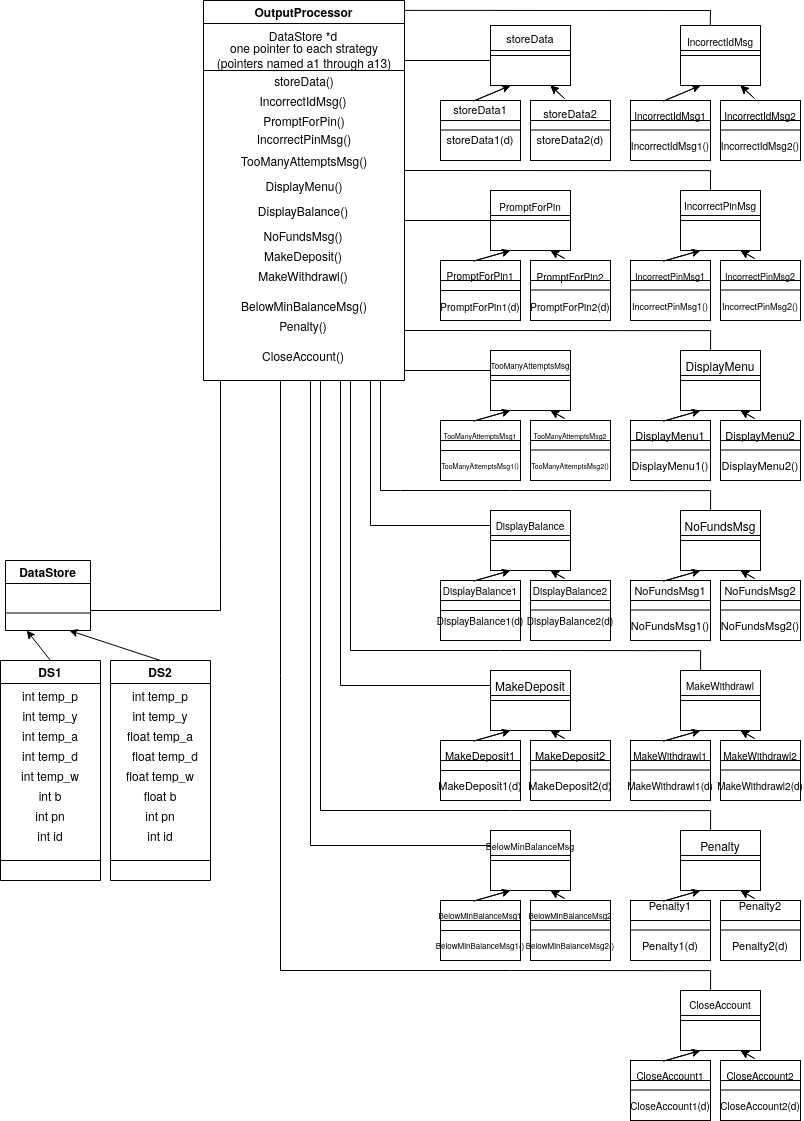 OutputProcessor
DataStore *d
one pointer to each strategy
(pointers named a1 through a13)
storeData()
IncorrectIdMsg()
PromptForPin()
IncorrectPinMsg()
TooManyAttemptsMsg()
DisplayMenu()
DisplayBalance()
NoFundsMsg()
MakeDeposit()
MakeWithdrawl()
BelowMinBalanceMsg()
Penalty()
CloseAccount()
storeData
storeData1
storeData2
storeData1(d)
storeData2(d)
IncorrectIdMsg
IncorrectIdMsg1
IncorrectIdMsg2
IncorrectIdMsg1()
IncorrectIdMsg2()
PromptForPin
PromptForPin1
PromptForPin2
PromptForPin1(d)
PromptForPin2(d)
IncorrectPinMsg
IncorrectPinMsg1
IncorrectPinMsg2
IncorrectPinMsg1()
IncorrectPinMsg2()
TooManyAttemptsMsg
TooManyAttemptsMsg1
TooManyAttemptsMsg2
TooManyAttemptsMsg1()
TooManyAttemptsMsg2()
DisplayMenu
DisplayMenu1
DisplayMenu2
DisplayMenu1()
DisplayMenu2()
DisplayBalance
DisplayBalance1
DisplayBalance2
DisplayBalance1(d)
DisplayBalance2(d)
NoFundsMsg
NoFundsMsg1
NoFundsMsg2
NoFundsMsg1()
NoFundsMsg2()
DataStore
DS1
int temp_p
int temp_y
int temp_a
int temp_d
int temp_w
int b
int pn
int id
DS2
int temp_p
int temp_y
float temp_a
float temp_d
float temp_w
float b
int pn
int id
MakeDeposit
MakeDeposit1
MakeDeposit2
MakeDeposit1(d)
MakeDeposit2(d)
MakeWithdrawl
MakeWithdrawl1
MakeWithdrawl2
MakeWithdrawl1(d)
MakeWithdrawl2(d)
BelowMinBalanceMsg
BelowMinBalanceMsg1
BelowMinBalanceMsg2
BelowMinBalanceMsg1()
BelowMinBalanceMsg2()
Penalty
Penalty1
Penalty2
Penalty1(d)
Penalty2(d)
CloseAccount
CloseAccount1
CloseAccount2
CloseAccount1(d)
CloseAccount2(d)